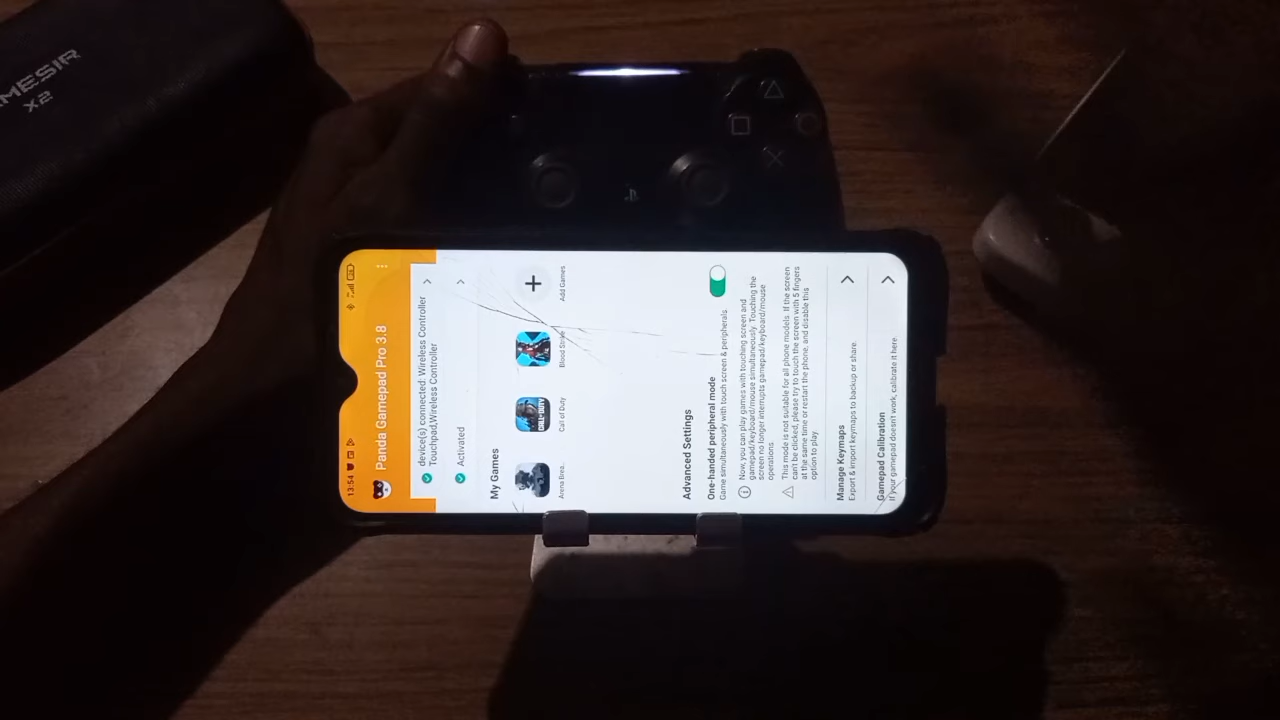 MESIR
X2
13:54
Panda Gamepad Pro 3.8
device(s) connected: Wireless Controller
Touchpad,Wireless Controller
Activated
My Games
Arena Brea...
Call of Duty
Blood Strike
Add Games
Advanced Settings
One-handed peripheral mode
Game simultaneously with touch screen & peripherals.
Now, you can play games with touching screen and
gamepad/keyboard/mouse simultaneously. Touching the
screen no longer interrupts gamepad/keyboard/mouse
operations
This mode is not suitable for all phone models. If the screen
can't be clicked, please try to touch the screen with 5 fingers
at the same time or restart the phone, and disable this
option to play.
Manage Keymaps
Export & import keymaps to backup or share.
Gamepad Calibration
If your gamepad doesn't work, calibrate it here.